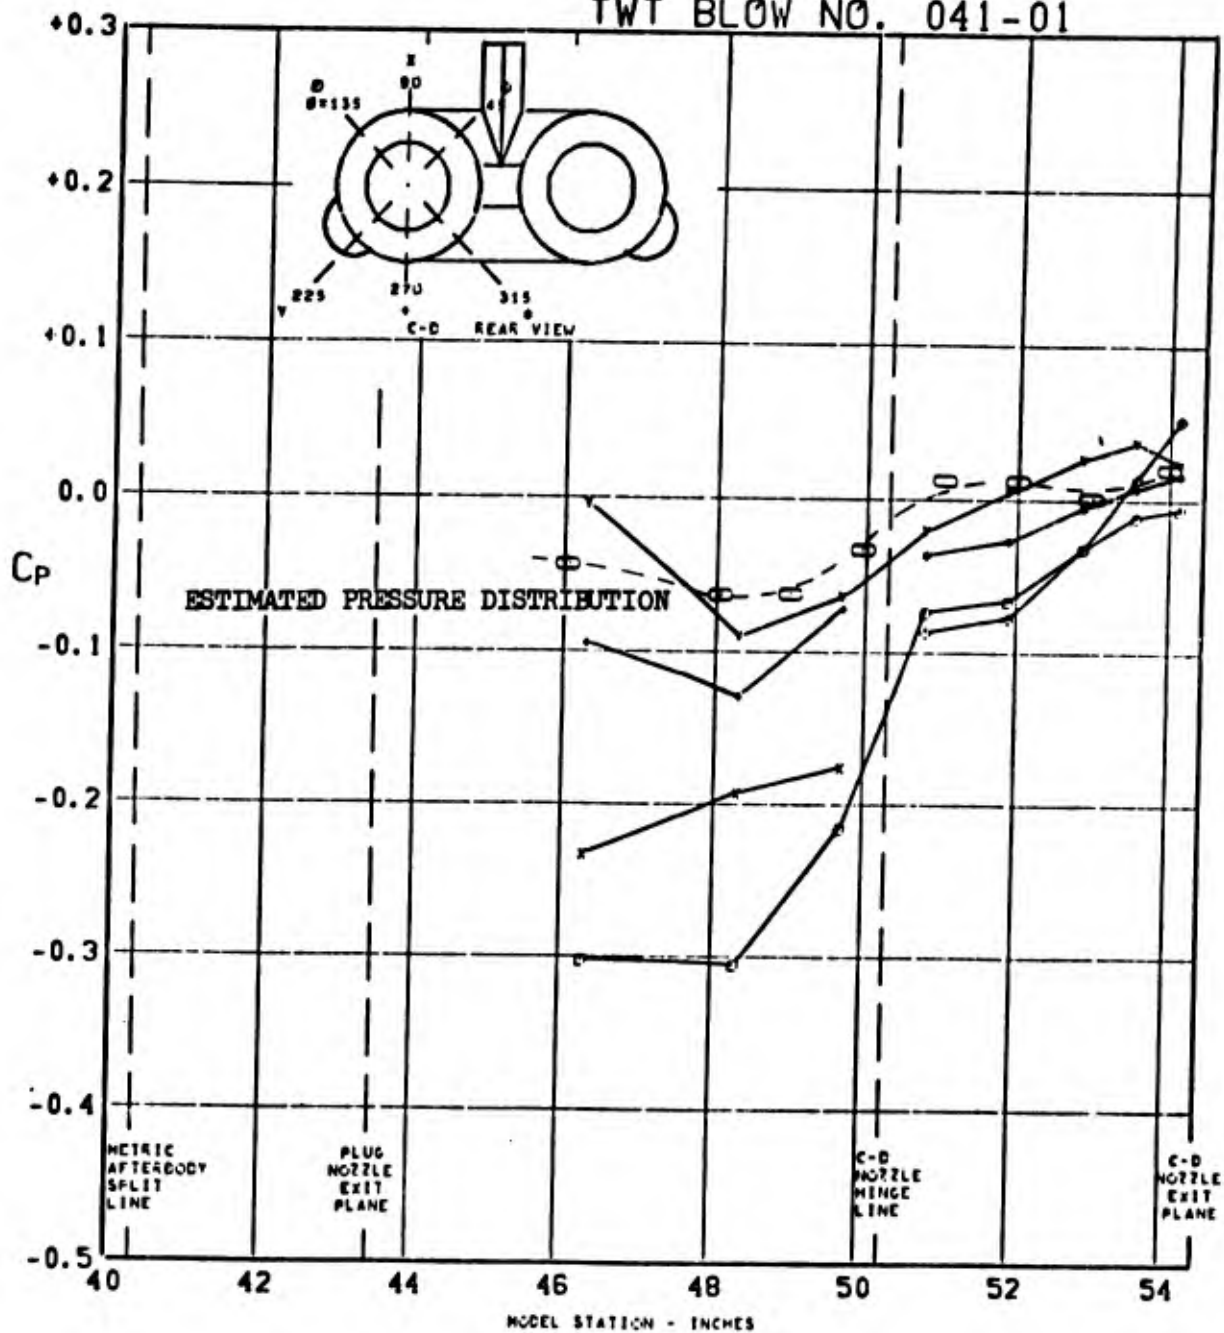 TWT BLOW NO. 041-01
+0.3
+0.2
+0.1
0.0
-0.1
-0.2
-0.3
-0.4
-0.5
CP
X
90
Ø=135
45
225
270
315
C-D REAR VIEW
ESTIMATED PRESSURE DISTRIBUTION
METRIC
AFTERBODY
SPLIT
LINE
PLUG
NOZZLE
EXIT
PLANE
C-D
NOZZLE
HINGE
LINE
C-D
NOZZLE
EXIT
PLANE
40 42 44 46 48 50 52 54
MODEL STATION - INCHES